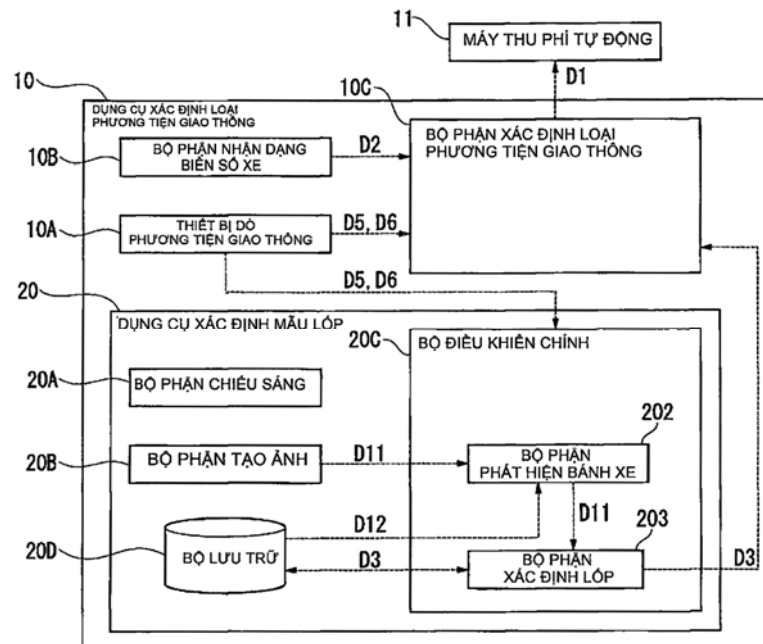 11
MÁY THU PHÍ TỰ ĐỘNG
10
10C
D1
DỤNG CỤ XÁC ĐỊNH LOẠI
PHƯƠNG TIỆN GIAO THÔNG
10B
BỘ PHẬN NHẬN DẠNG
BIỂN SỐ XE
D2
BỘ PHẬN XÁC ĐỊNH LOẠI
PHƯƠNG TIỆN GIAO THÔNG
10A
THIẾT BỊ DÒ
PHƯƠNG TIỆN GIAO THÔNG
D5, D6
D5, D6
20
DỤNG CỤ XÁC ĐỊNH MẪU LỐP
20C
BỘ ĐIỀU KHIỂN CHÍNH
20A
BỘ PHẬN CHIẾU SÁNG
202
20B
BỘ PHẬN TẠO ẢNH
D11
BỘ PHẬN
PHÁT HIỆN BÁNH XE
D12
D11
203
20D
BỘ LƯU TRỮ
D3
BỘ PHẬN
XÁC ĐỊNH LỐP
D3